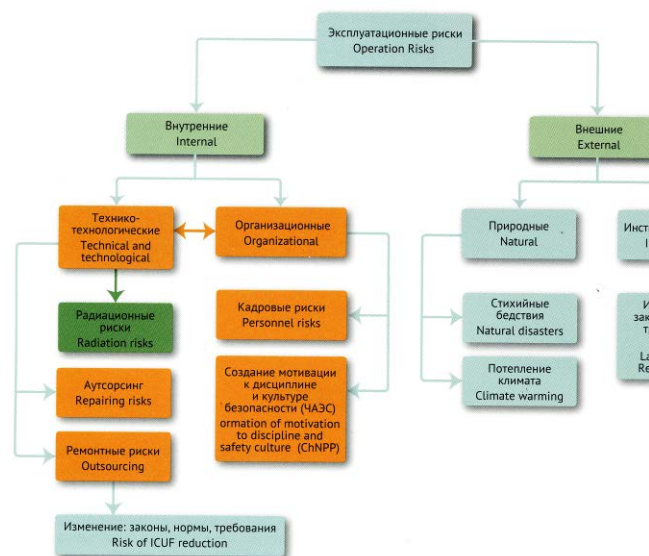 Эксплуатационные риски
Operation Risks
Внутренние
Internal
Внешние
External
Технико-
технологические
Technical and
technological
Организационные
Organizational
Природные
Natural
Радиационные
риски
Radiation risks
Кадровые риски
Personnel risks
Стихийные
бедствия
Natural disasters
Аутсорсинг
Repairing risks
Создание мотивации
к дисциплине
и культуре
безопасности (ЧАЭС)
ormation of motivation
to discipline and
safety culture (ChNPP)
Потепление
климата
Climate warming
Ремонтные риски
Outsourcing
Изменение: законы, нормы, требования
Risk of ICUF reduction